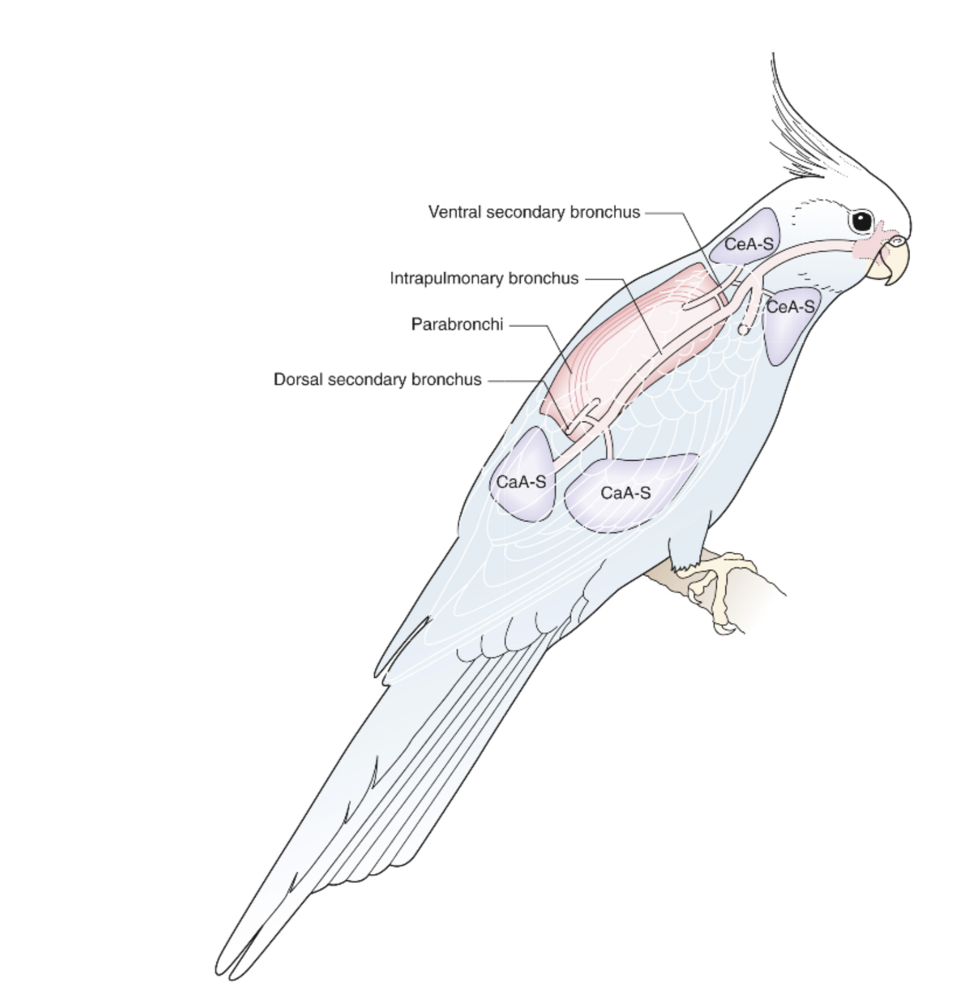 Ventral secondary bronchus
CeA-S
Intrapulmonary bronchus
CeA-S
Parabronchi
Dorsal secondary bronchus
CaA-S
CaA-S